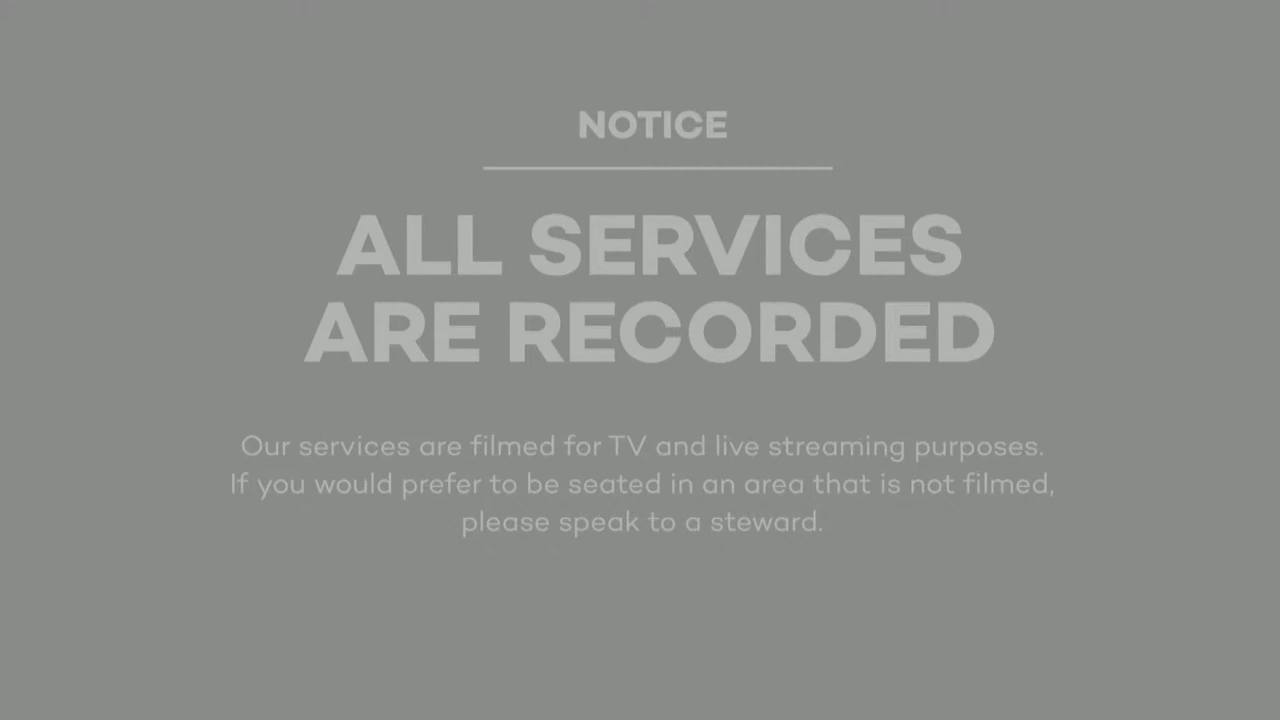 NOTICE
ALL SERVICES
ARE RECORDED
Our services are filmed for TV and live streaming purposes.
If you would prefer to be seated in an area that is not filmed,
please speak to a steward.